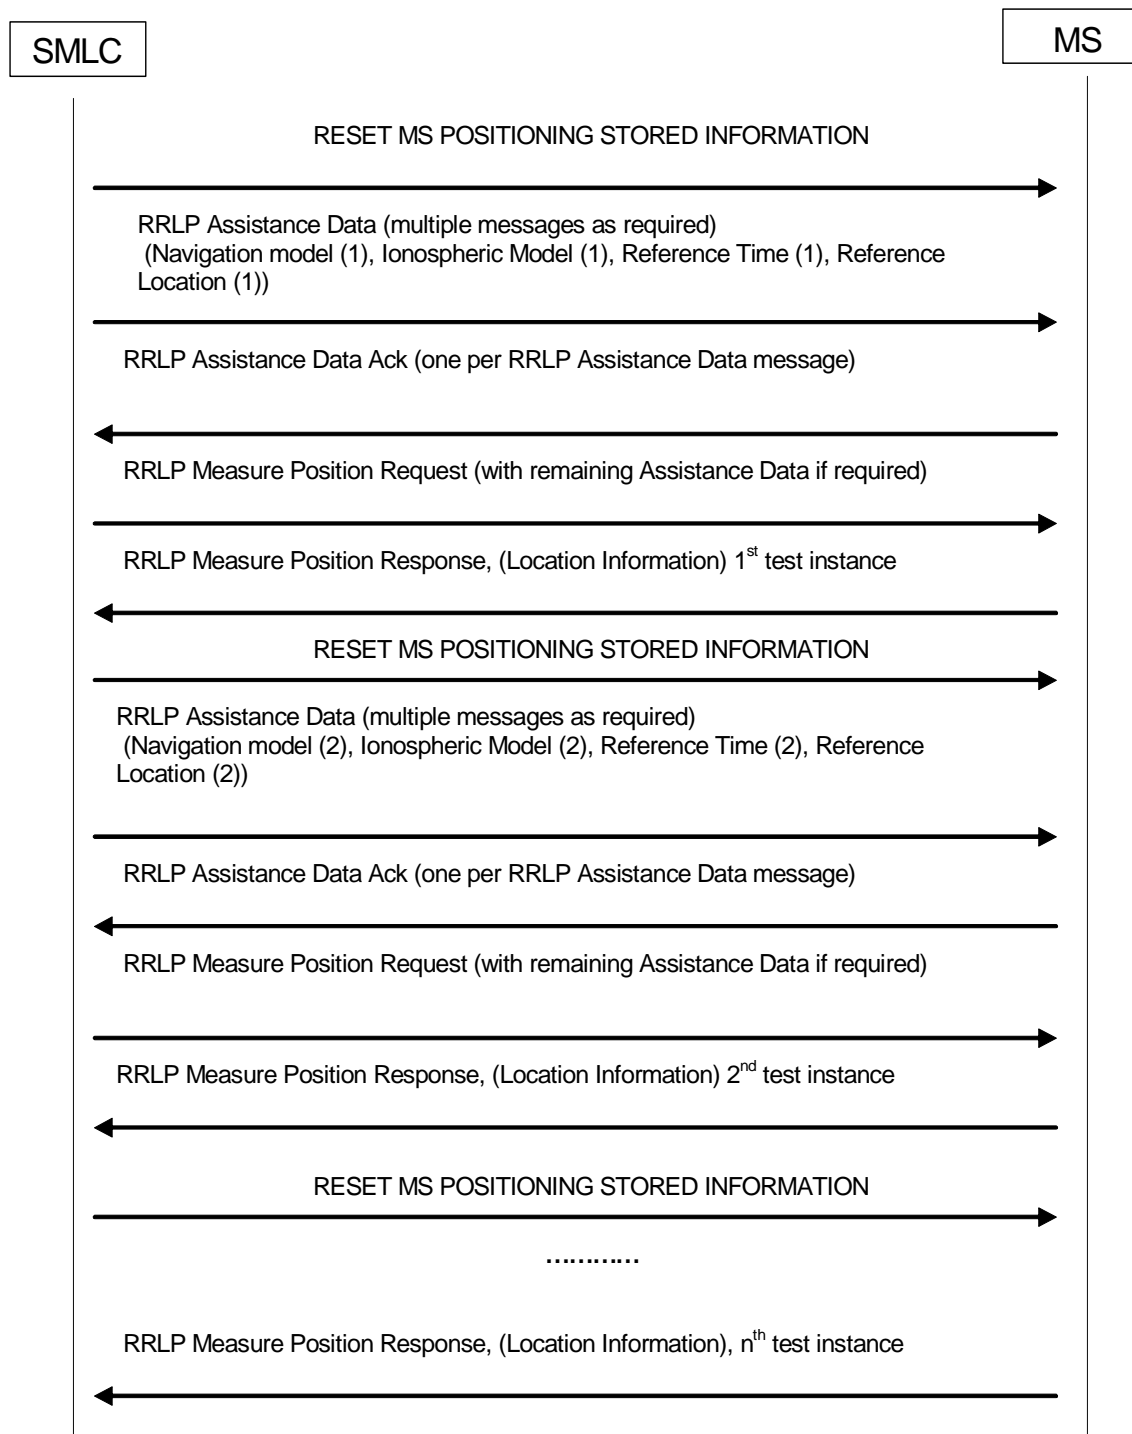 SMLC
MS
RESET MS POSITIONING STORED INFORMATION
RRLP Assistance Data (multiple messages as required)
(Navigation model (1), Ionospheric Model (1), Reference Time (1), Reference
Location (1))
RRLP Assistance Data Ack (one per RRLP Assistance Data message)
RRLP Measure Position Request (with remaining Assistance Data if required)
RRLP Measure Position Response, (Location Information) 1st test instance
RESET MS POSITIONING STORED INFORMATION
RRLP Assistance Data (multiple messages as required)
(Navigation model (2), Ionospheric Model (2), Reference Time (2), Reference
Location (2))
RRLP Assistance Data Ack (one per RRLP Assistance Data message)
RRLP Measure Position Request (with remaining Assistance Data if required)
RRLP Measure Position Response, (Location Information) 2nd test instance
RESET MS POSITIONING STORED INFORMATION
…………
RRLP Measure Position Response, (Location Information), nth test instance